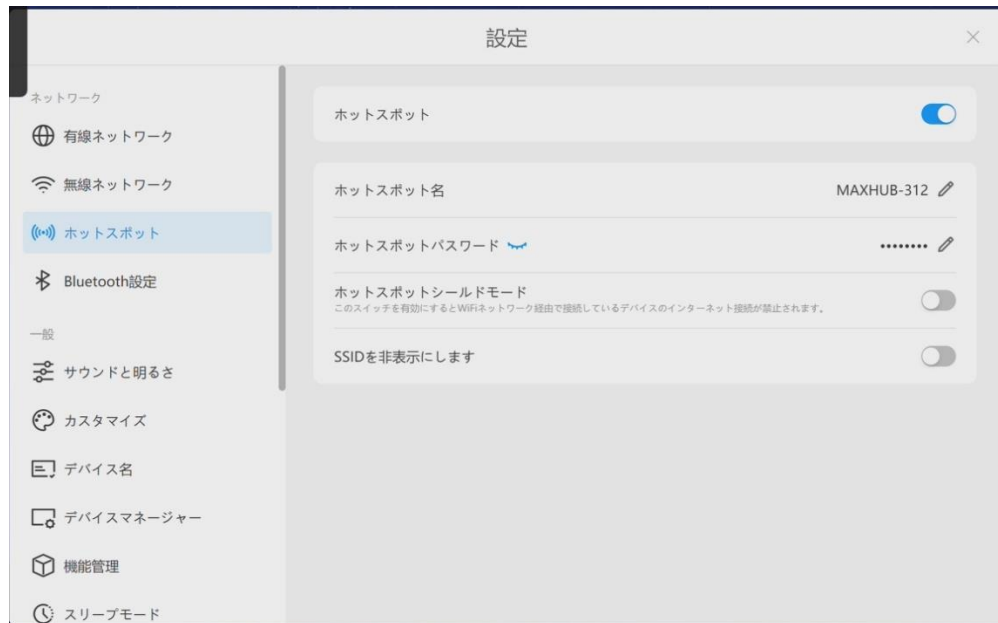 設定
ネットワーク
有線ネットワーク
無線ネットワーク
ホットスポット
Bluetooth設定
一般
サウンドと明るさ
カスタマイズ
デバイス名
デバイスマネージャー
機能管理
スリープモード
ホットスポット
ホットスポット名
MAXHUB-312
ホットスポットパスワード
••••••••
ホットスポットシールドモード
このスイッチを有効にするとWiFiネットワーク経由で接続しているデバイスのインターネット接続が禁止されます。
SSIDを非表示にします